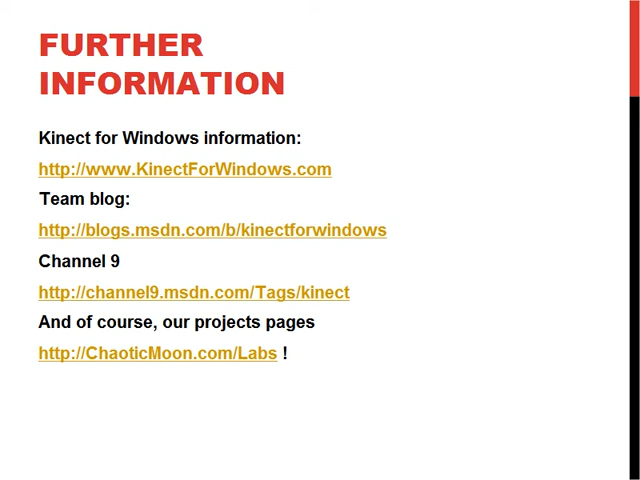 FURTHER
INFORMATION
Kinect for Windows information:
http://www.KinectForWindows.com
Team blog:
http://blogs.msdn.com/b/kinectforwindows
Channel 9
http://channel9.msdn.com/Tags/kinect
And of course, our projects pages
http://ChaoticMoon.com/Labs !